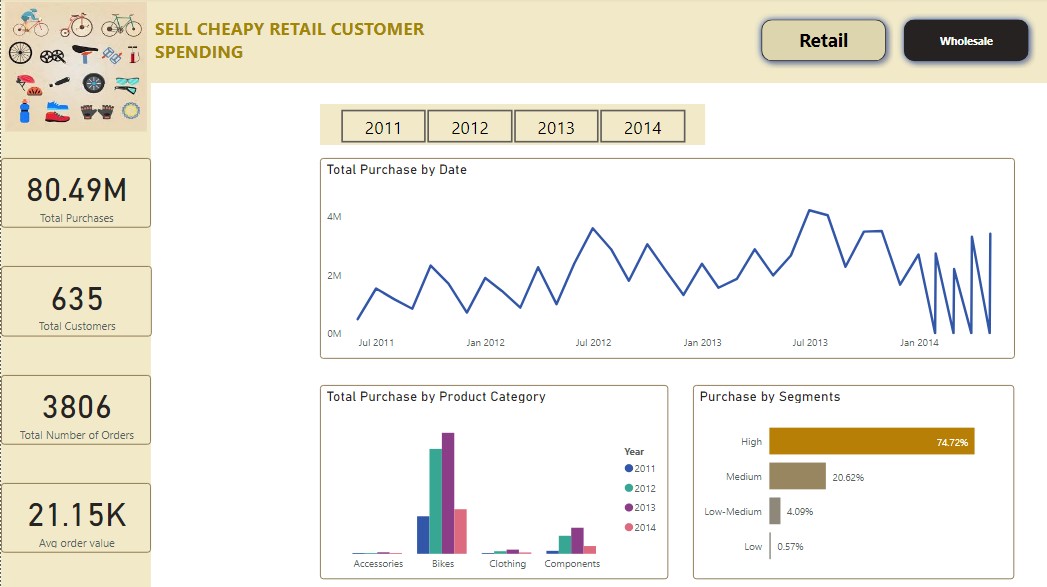 SELL CHEAPY RETAIL CUSTOMER
SPENDING
Retail
Wholesale
2011
2012
2013
2014
80.49M
Total Purchases
635
Total Customers
3806
Total Number of Orders
21.15K
Avg order value
Total Purchase by Date
4M
2M
0M
Jul 2011
Jan 2012
Jul 2012
Jan 2013
Jul 2013
Jan 2014
Total Purchase by Product Category
Accessories
Bikes
Clothing
Components
Year
2011
2012
2013
2014
Purchase by Segments
High
74.72%
Medium
20.62%
Low-Medium
4.09%
Low
0.57%